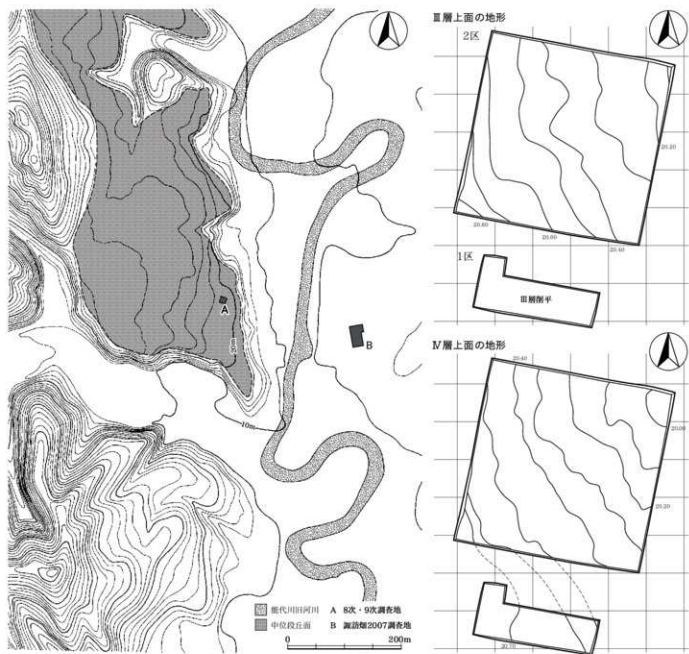 A
B
10m
能代川旧河川
A 8次・9次調査地
中位段丘面
B 諏訪畑2007調査地
0
200m
Ⅲ層上面の地形
2区
20.20
20.80
20.60
20.40
1区
Ⅲ層削平
Ⅳ層上面の地形
20.40
20.00
20.20
20.70